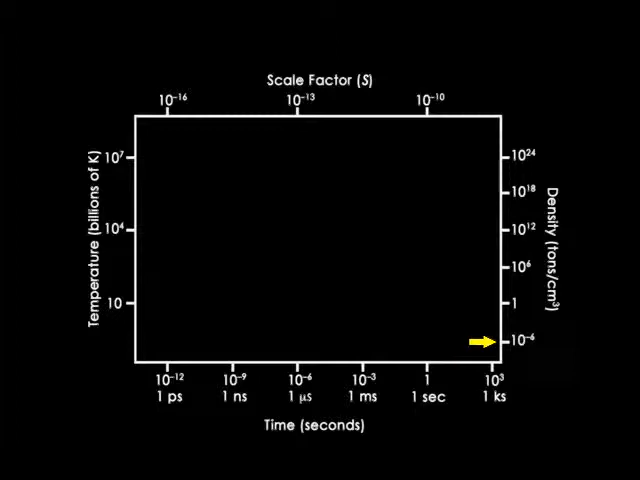 Scale Factor (S)
10⁻¹⁶ 10⁻¹³ 10⁻¹⁰
Temperature (billions of K)
10⁷
10⁴
10
10²⁴
10¹⁸
10¹²
10⁶
1
10⁻⁶
Density (tons/cm³)
10⁻¹² 10⁻⁹ 10⁻⁶ 10⁻³ 1 10³
1 ps 1 ns 1 μs 1 ms 1 sec 1 ks
Time (seconds)